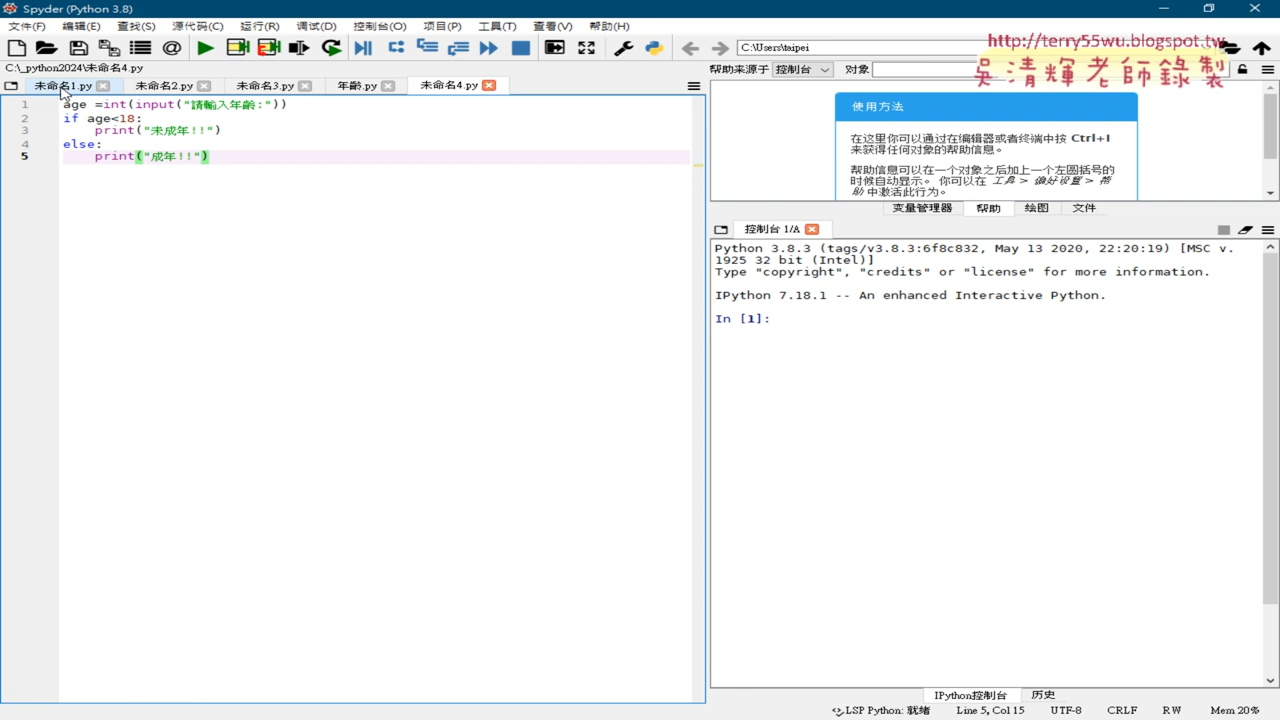 Spyder (Python 3.8)
文件(F) 编辑(E) 查找(S) 源代码(C) 运行(R) 调试(D) 控制台(O) 项目(P) 工具(T) 查看(V) 帮助(H)
C:\Users\taipei
http://terry55wu.blogspot.tw
吳清輝老師錄製
C:\_python2024\未命名4.py
帮助来源于 控制台 对象
未命名1.py 未命名2.py 未命名3.py 年龄.py 未命名4.py
1 age =int(input("請輸入年齡:"))
2 if age<18:
3 print("未成年!!")
4 else:
5 print("成年!!")
使用方法
在这里你可以通过在编辑器或者终端中按 Ctrl+I
来获得任何对象的帮助信息。
帮助信息可以在一个对象之后加上一个左圆括号的
时候自动显示。 你可以在 工具 > 偏好设置 > 帮
助 中激活此行为。
变量管理器 帮助 绘图 文件
控制台 1/A
Python 3.8.3 (tags/v3.8.3:6f8c832, May 13 2020, 22:20:19) [MSC v.
1925 32 bit (Intel)]
Type "copyright", "credits" or "license" for more information.
IPython 7.18.1 -- An enhanced Interactive Python.
In [1]:
IPython控制台 历史
LSP Python: 就绪 Line 5, Col 15 UTF-8 CRLF RW Mem 20%